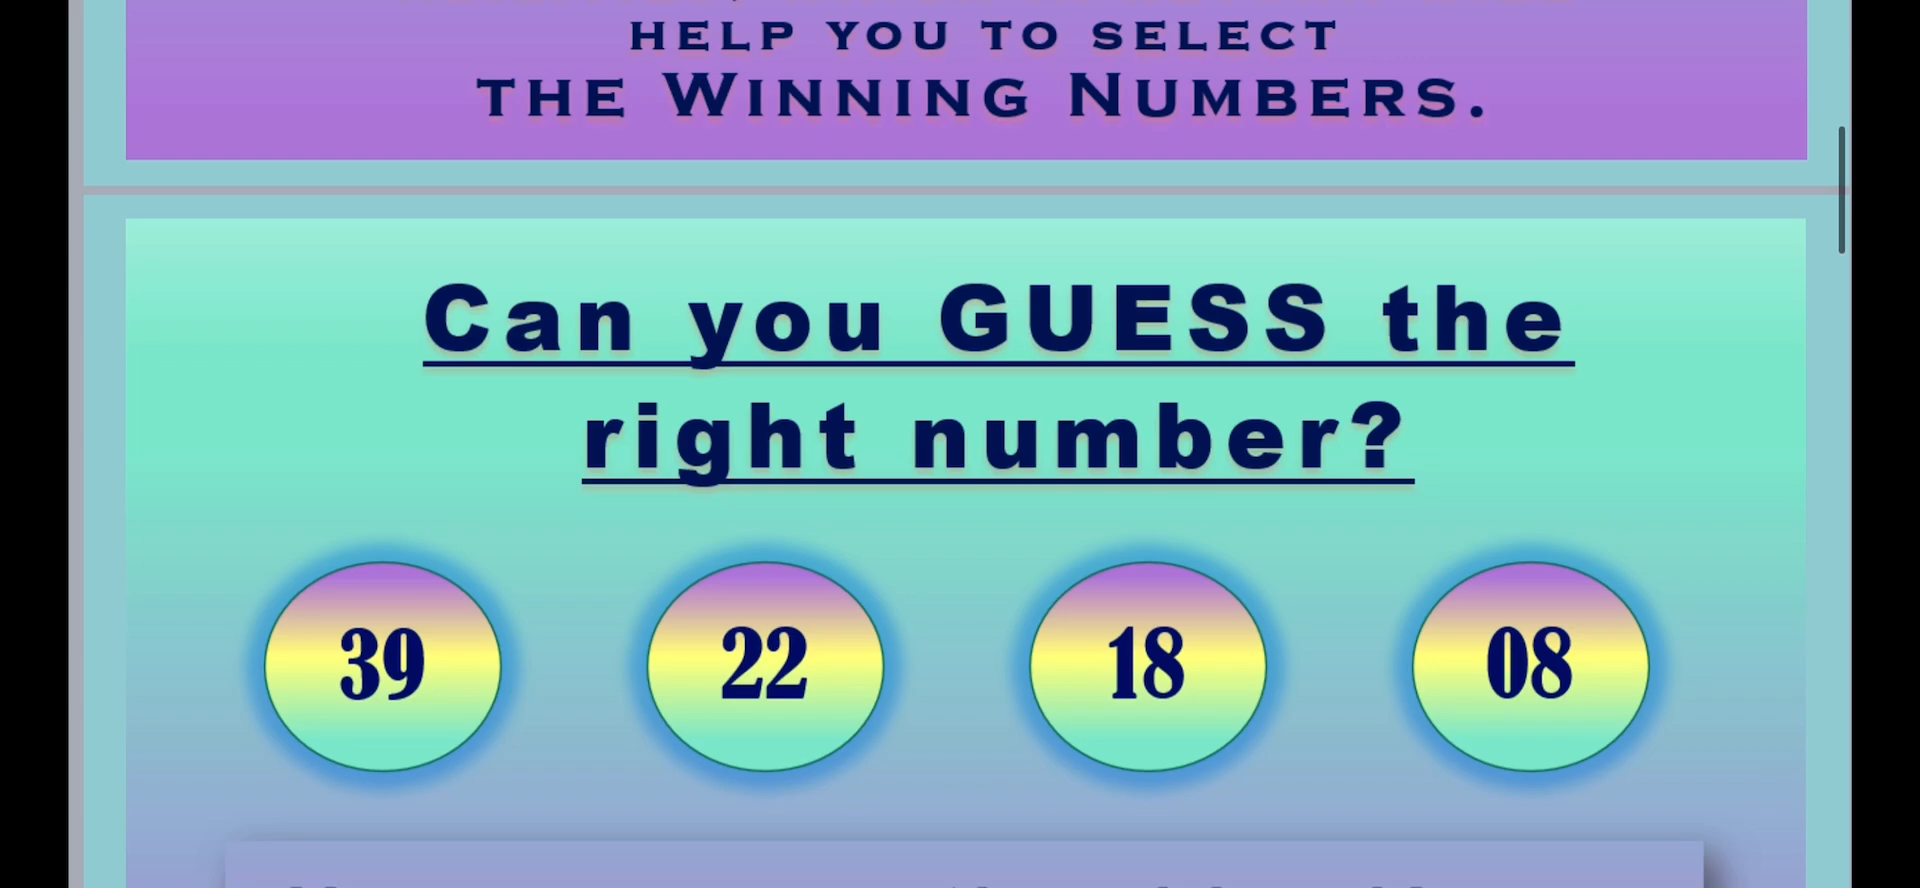 HELP YOU TO SELECT
THE WINNING NUMBERS.
Can you GUESS the
right number?
39 22 18 08